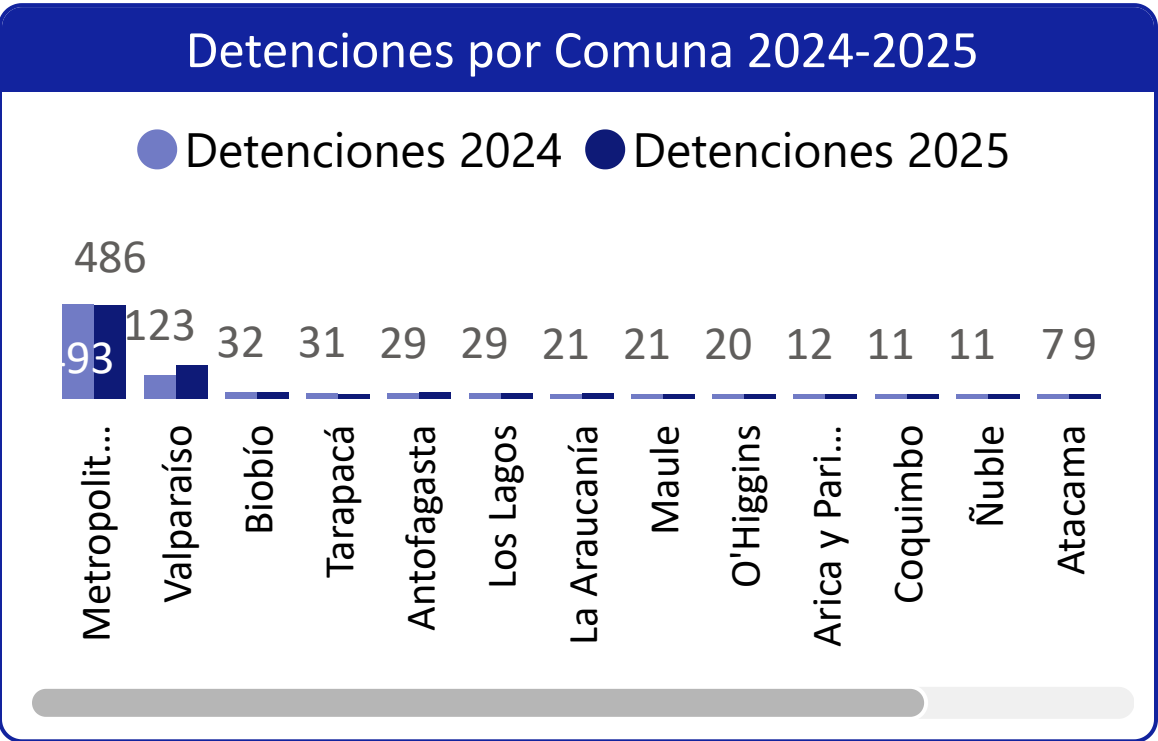 Detenciones por Comuna 2024-2025
Detenciones 2024 Detenciones 2025
486
93
123 32 31 29 29 21 21 20 12 11 11 7 9
Metropolit...
Valparaíso
Biobío
Tarapacá
Antofagasta
Los Lagos
La Araucanía
Maule
O'Higgins
Arica y Pari...
Coquimbo
Ñuble
Atacama